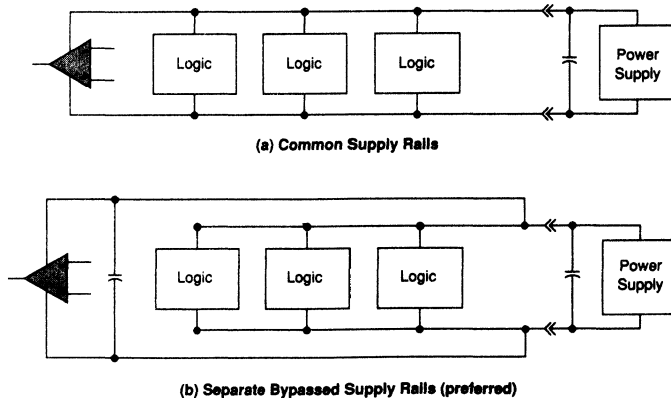 Logic
Logic
Logic
Power
Supply
(a) Common Supply Rails
Logic
Logic
Logic
Power
Supply
(b) Separate Bypassed Supply Rails (preferred)